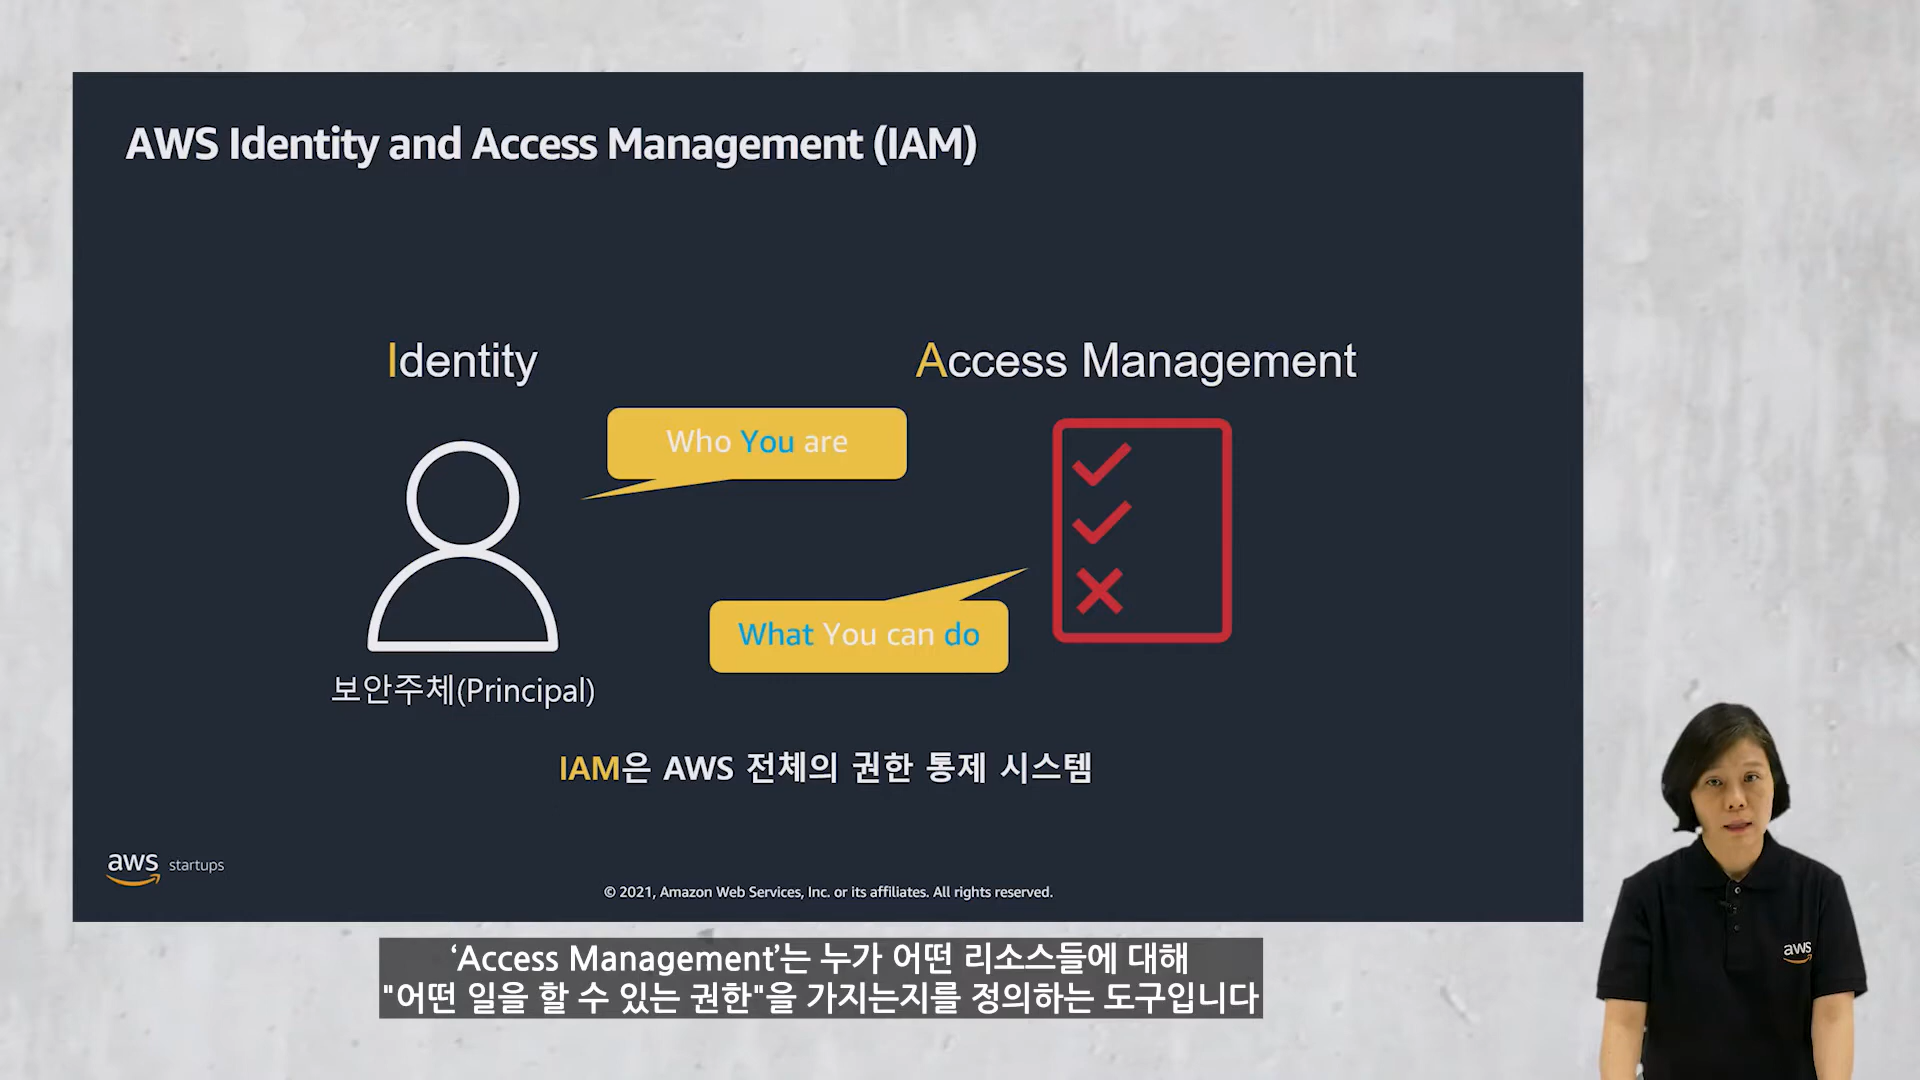 AWS Identity and Access Management (IAM)
Identity
Access Management
Who You are
What You can do
보안주체(Principal)
IAM은 AWS 전체의 권한 통제 시스템
aws startups
© 2021, Amazon Web Services, Inc. or its affiliates. All rights reserved.
aws
‘Access Management’는 누가 어떤 리소스들에 대해
"어떤 일을 할 수 있는 권한"을 가지는지를 정의하는 도구입니다